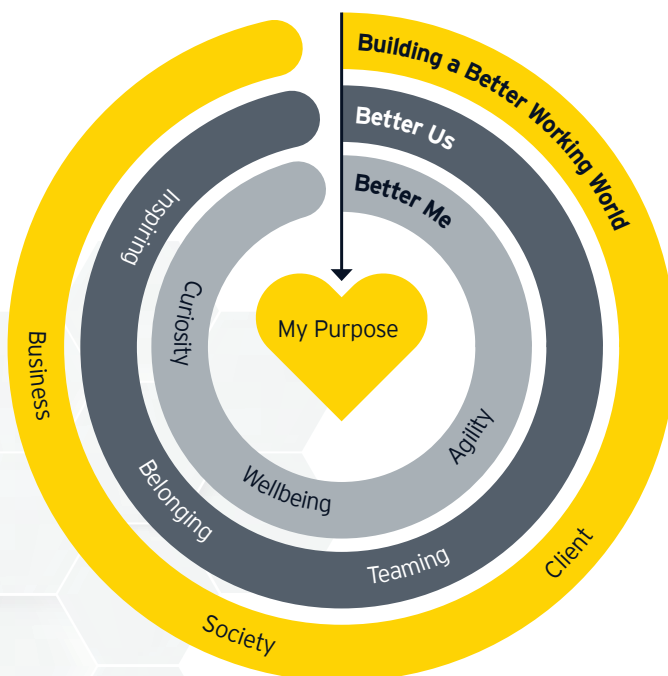 Building a Better Working World
Better Us
Better Me
My Purpose
Inspiring
Curiosity
Business
Agility
Wellbeing
Belonging
Teaming
Client
Society